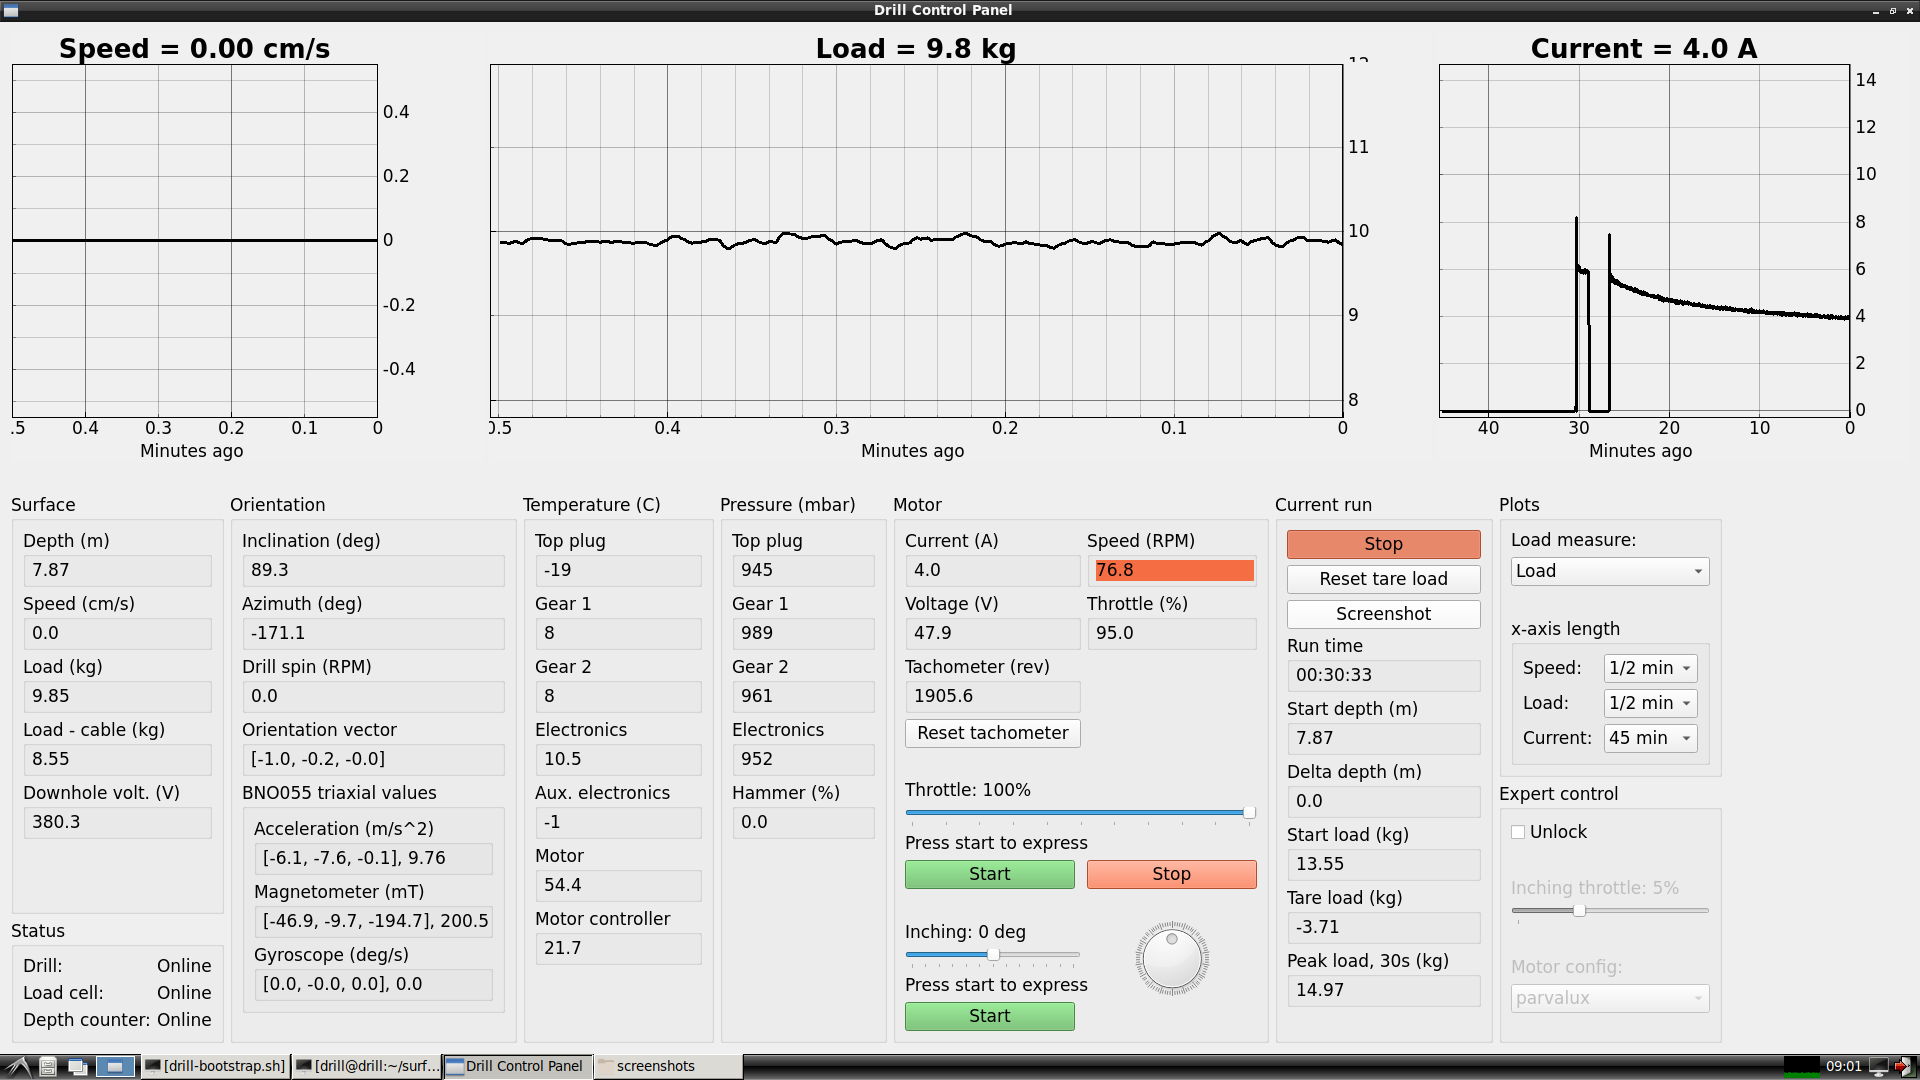 Drill Control Panel
Speed = 0.00 cm/s
Load = 9.8 kg
Current = 4.0 A
0.4
0.2
0
-0.2
-0.4
.5 0.4 0.3 0.2 0.1 0
Minutes ago
12
11
10
9
8
0.5 0.4 0.3 0.2 0.1 0
Minutes ago
14
12
10
8
6
4
2
0
40 30 20 10 0
Minutes ago
Surface
Depth (m)
7.87
Speed (cm/s)
0.0
Load (kg)
9.85
Load - cable (kg)
8.55
Downhole volt. (V)
380.3
Status
Drill: Online
Load cell: Online
Depth counter: Online
Orientation
Inclination (deg)
89.3
Azimuth (deg)
-171.1
Drill spin (RPM)
0.0
Orientation vector
[-1.0, -0.2, -0.0]
BNO055 triaxial values
Acceleration (m/s^2)
[-6.1, -7.6, -0.1], 9.76
Magnetometer (mT)
[-46.9, -9.7, -194.7], 200.5
Gyroscope (deg/s)
[0.0, -0.0, 0.0], 0.0
Temperature (C)
Top plug
-19
Gear 1
8
Gear 2
8
Electronics
10.5
Aux. electronics
-1
Motor
54.4
Motor controller
21.7
Pressure (mbar)
Top plug
945
Gear 1
989
Gear 2
961
Electronics
952
Hammer (%)
0.0
Motor
Current (A) Speed (RPM)
4.0 76.8
Voltage (V) Throttle (%)
47.9 95.0
Tachometer (rev)
1905.6
Reset tachometer
Throttle: 100%
Press start to express
Start Stop
Inching: 0 deg
Press start to express
Start
Current run
Stop
Reset tare load
Screenshot
Run time
00:30:33
Start depth (m)
7.87
Delta depth (m)
0.0
Start load (kg)
13.55
Tare load (kg)
-3.71
Peak load, 30s (kg)
14.97
Plots
Load measure:
Load
x-axis length
Speed: 1/2 min
Load: 1/2 min
Current: 45 min
Expert control
Unlock
Inching throttle: 5%
Motor config:
parvalux
[drill-bootstrap.sh] [drill@drill:~/surf... Drill Control Panel screenshots 09:01